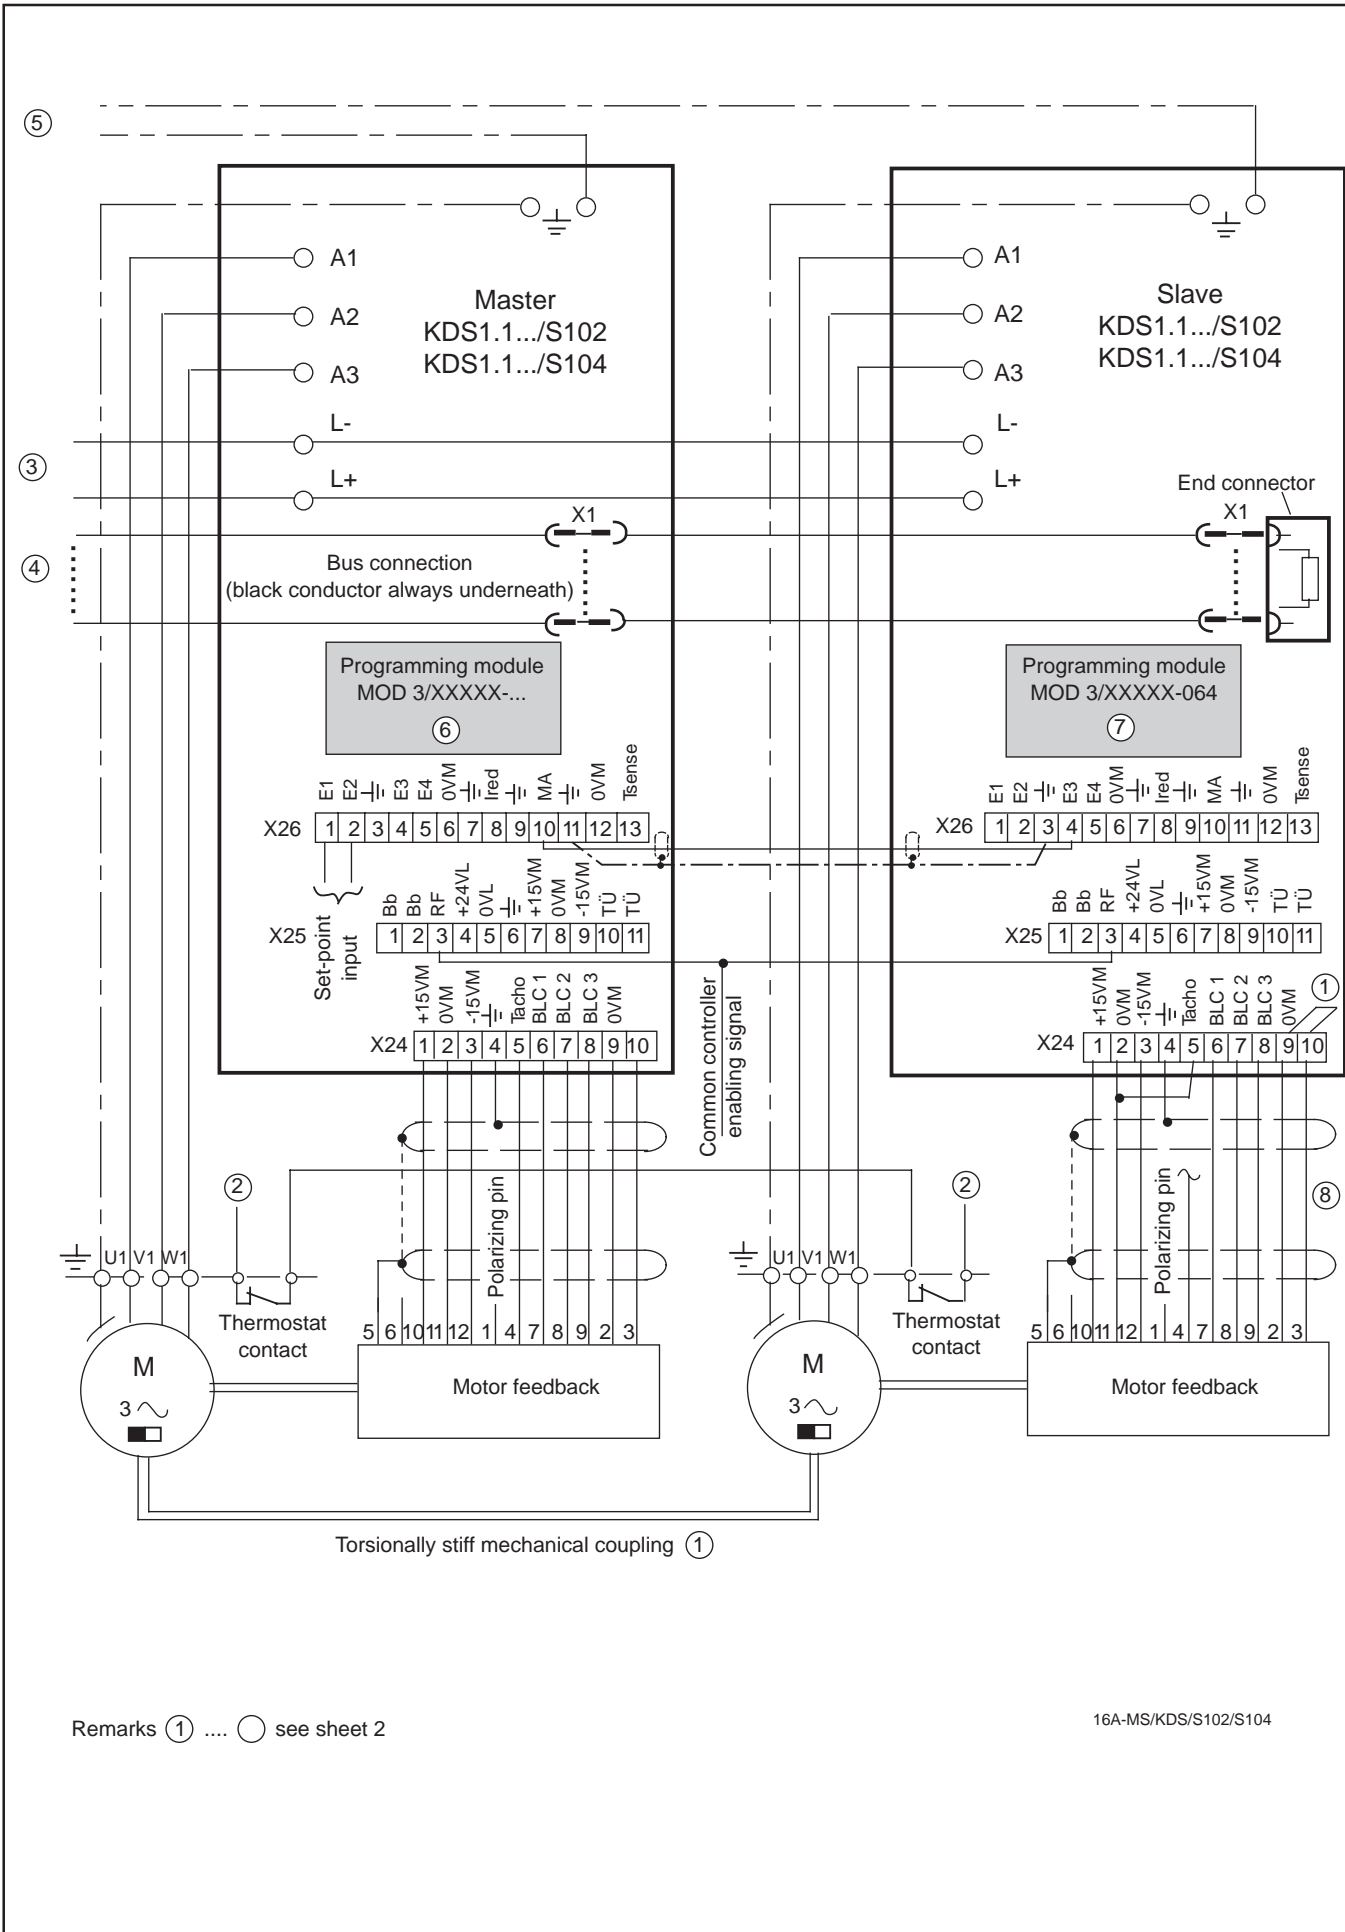 5
A1
A2
A3
Master
KDS1.1.../S102
KDS1.1.../S104
L-
L+
A1
A2
A3
Slave
KDS1.1.../S102
KDS1.1.../S104
L-
L+
3
4
X1
Bus connection
(black conductor always underneath)
End connector
X1
Programming module
MOD 3/XXXXX-...
6
Programming module
MOD 3/XXXXX-064
7
E1 E2 E3 E4 0VM Ired MA 0VM Tsense
X26 1 2 3 4 5 6 7 8 9 10 11 12 13
E1 E2 E3 E4 0VM Ired MA 0VM Tsense
X26 1 2 3 4 5 6 7 8 9 10 11 12 13
Set-point
input
Bb Bb RF +24VL 0VL +15VM 0VM -15VM TÜ TÜ
X25 1 2 3 4 5 6 7 8 9 10 11
Bb Bb RF +24VL 0VL +15VM 0VM -15VM TÜ TÜ
X25 1 2 3 4 5 6 7 8 9 10 11
+15VM 0VM -15VM Tacho BLC 1 BLC 2 BLC 3 0VM
X24 1 2 3 4 5 6 7 8 9 10
Common controller
enabling signal
+15VM 0VM -15VM Tacho BLC 1 BLC 2 BLC 3 0VM
1
X24 1 2 3 4 5 6 7 8 9 10
2
Polarizing pin
2
Polarizing pin
8
U1 V1 W1
Thermostat
contact
5 6 10 11 12 1 4 7 8 9 2 3
U1 V1 W1
Thermostat
contact
5 6 10 11 12 1 4 7 8 9 2 3
M
3
Motor feedback
M
3
Motor feedback
Torsionally stiff mechanical coupling 1
Remarks 1 .... see sheet 2
16A-MS/KDS/S102/S104